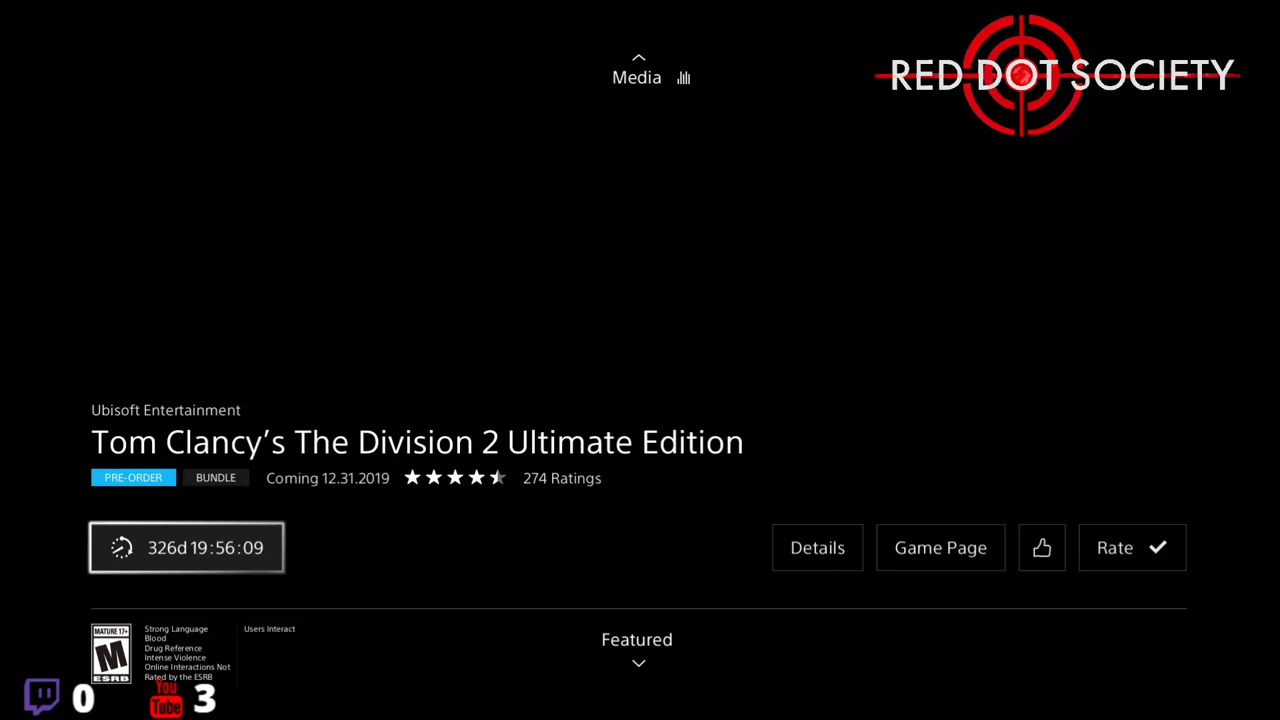 Media
RED DOT SOCIETY
Ubisoft Entertainment
Tom Clancy's The Division 2 Ultimate Edition
PRE-ORDER BUNDLE Coming 12.31.2019 274 Ratings
326d 19:56:09
Details Game Page Rate
MATURE 17+
M
ESRB
Strong Language
Blood
Drug Reference
Intense Violence
Online Interactions Not
Rated by the ESRB
Users Interact
Featured
0 You Tube 3